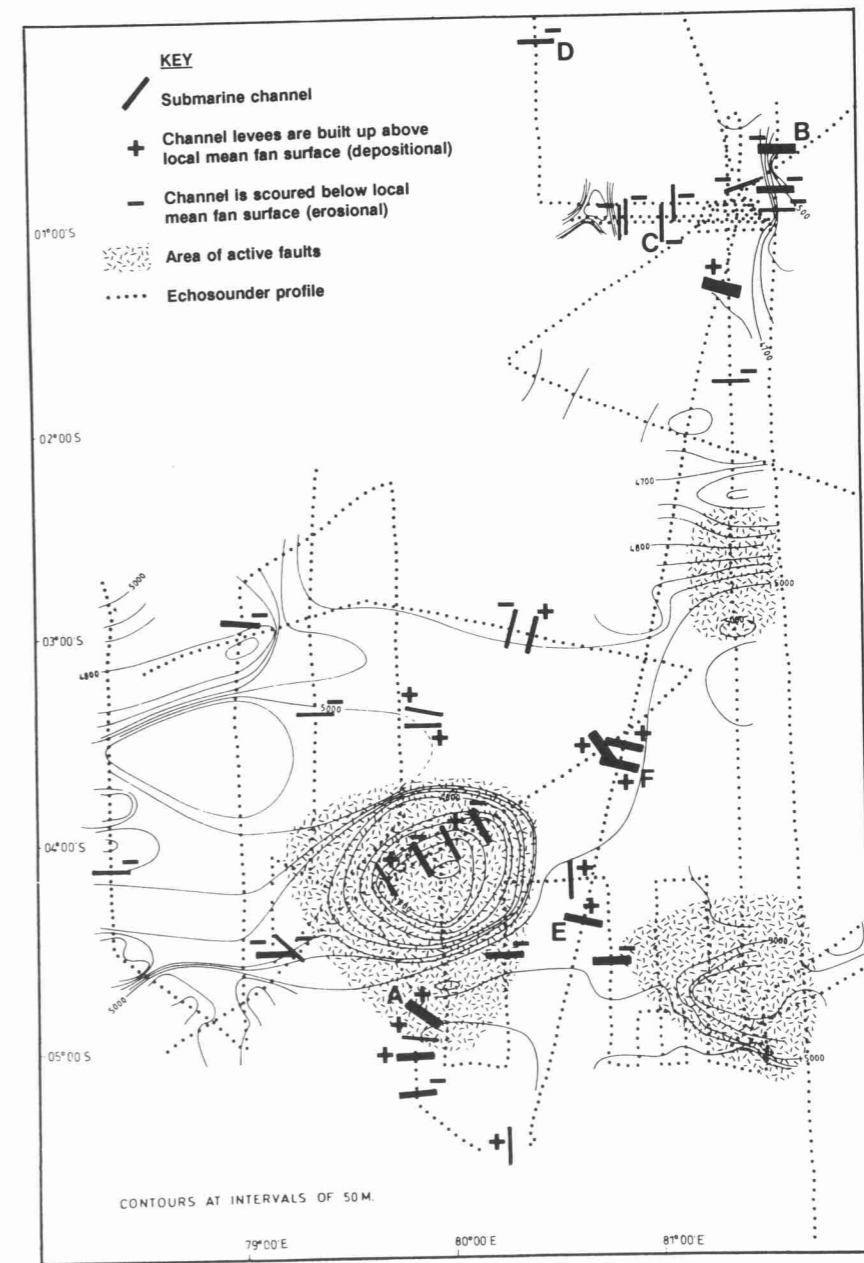 KEY
Submarine channel
Channel levees are built up above
local mean fan surface (depositional)
Channel is scoured below local
mean fan surface (erosional)
Area of active faults
Echosounder profile
D
B
500
01°00'S
C
4700
02°00'S
4700
4800
5000
5000
03°00'S
4800
5000
F
04°00'S
E
5000
A
5000
05°00'S
5000
CONTOURS AT INTERVALS OF 50M.
79°00'E
80°00'E
81°00'E